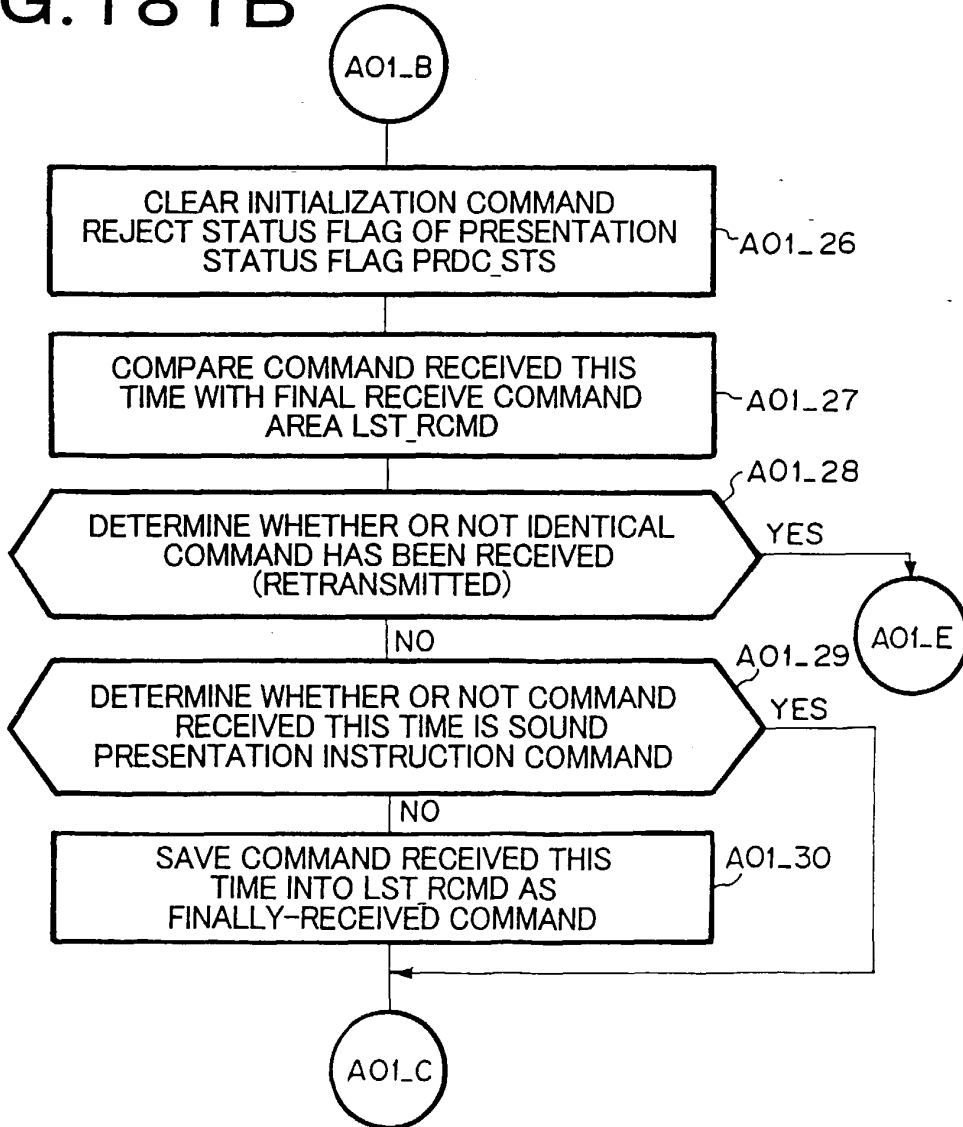 G. 181B
A01_B
CLEAR INITIALIZATION COMMAND
REJECT STATUS FLAG OF PRESENTATION
STATUS FLAG PRDC_STS
A01_26
COMPARE COMMAND RECEIVED THIS
TIME WITH FINAL RECEIVE COMMAND
AREA LST_RCMD
A01_27
A01_28
DETERMINE WHETHER OR NOT IDENTICAL
COMMAND HAS BEEN RECEIVED
(RETRANSMITTED)
YES
A01_E
NO
A01_29
DETERMINE WHETHER OR NOT COMMAND
RECEIVED THIS TIME IS SOUND
PRESENTATION INSTRUCTION COMMAND
YES
NO
SAVE COMMAND RECEIVED THIS
TIME INTO LST_RCMD AS
FINALLY-RECEIVED COMMAND
A01_30
A01_C